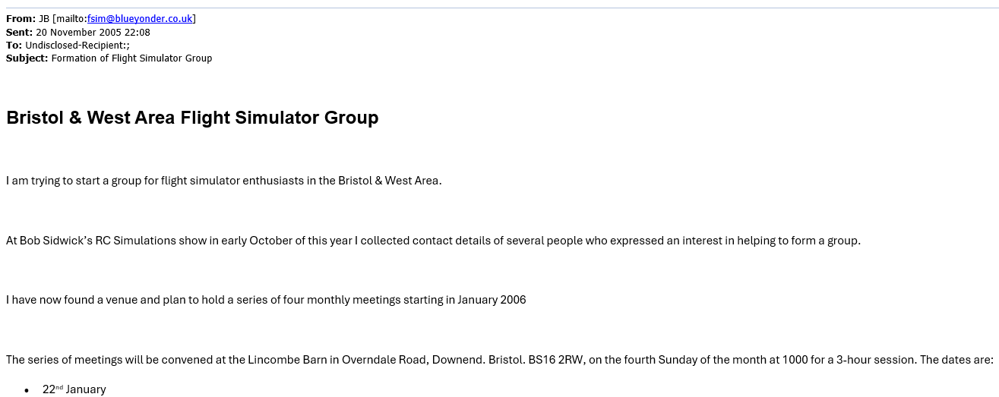 From: JB [mailto:fsim@blueyonder.co.uk]
Sent: 20 November 2005 22:08
To: Undisclosed-Recipient:;
Subject: Formation of Flight Simulator Group
Bristol & West Area Flight Simulator Group
I am trying to start a group for flight simulator enthusiasts in the Bristol & West Area.
At Bob Sidwick’s RC Simulations show in early October of this year I collected contact details of several people who expressed an interest in helping to form a group.
I have now found a venue and plan to hold a series of four monthly meetings starting in January 2006
The series of meetings will be convened at the Lincombe Barn in Overndale Road, Downend. Bristol. BS16 2RW, on the fourth Sunday of the month at 1000 for a 3-hour session. The dates are:
• 22nd January